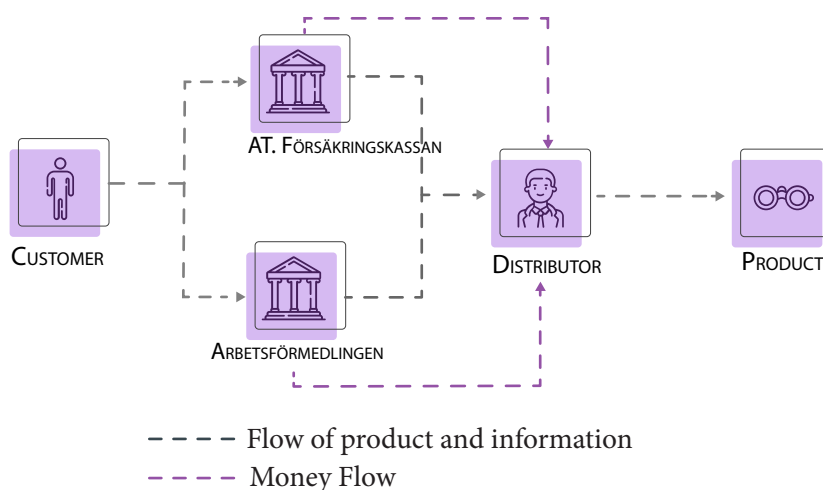 AT. FÖRSÄKRINGSKASSAN
CUSTOMER
DISTRIBUTOR
PRODUCT
ARBETSFÖRMEDLINGEN
Flow of product and information
Money Flow